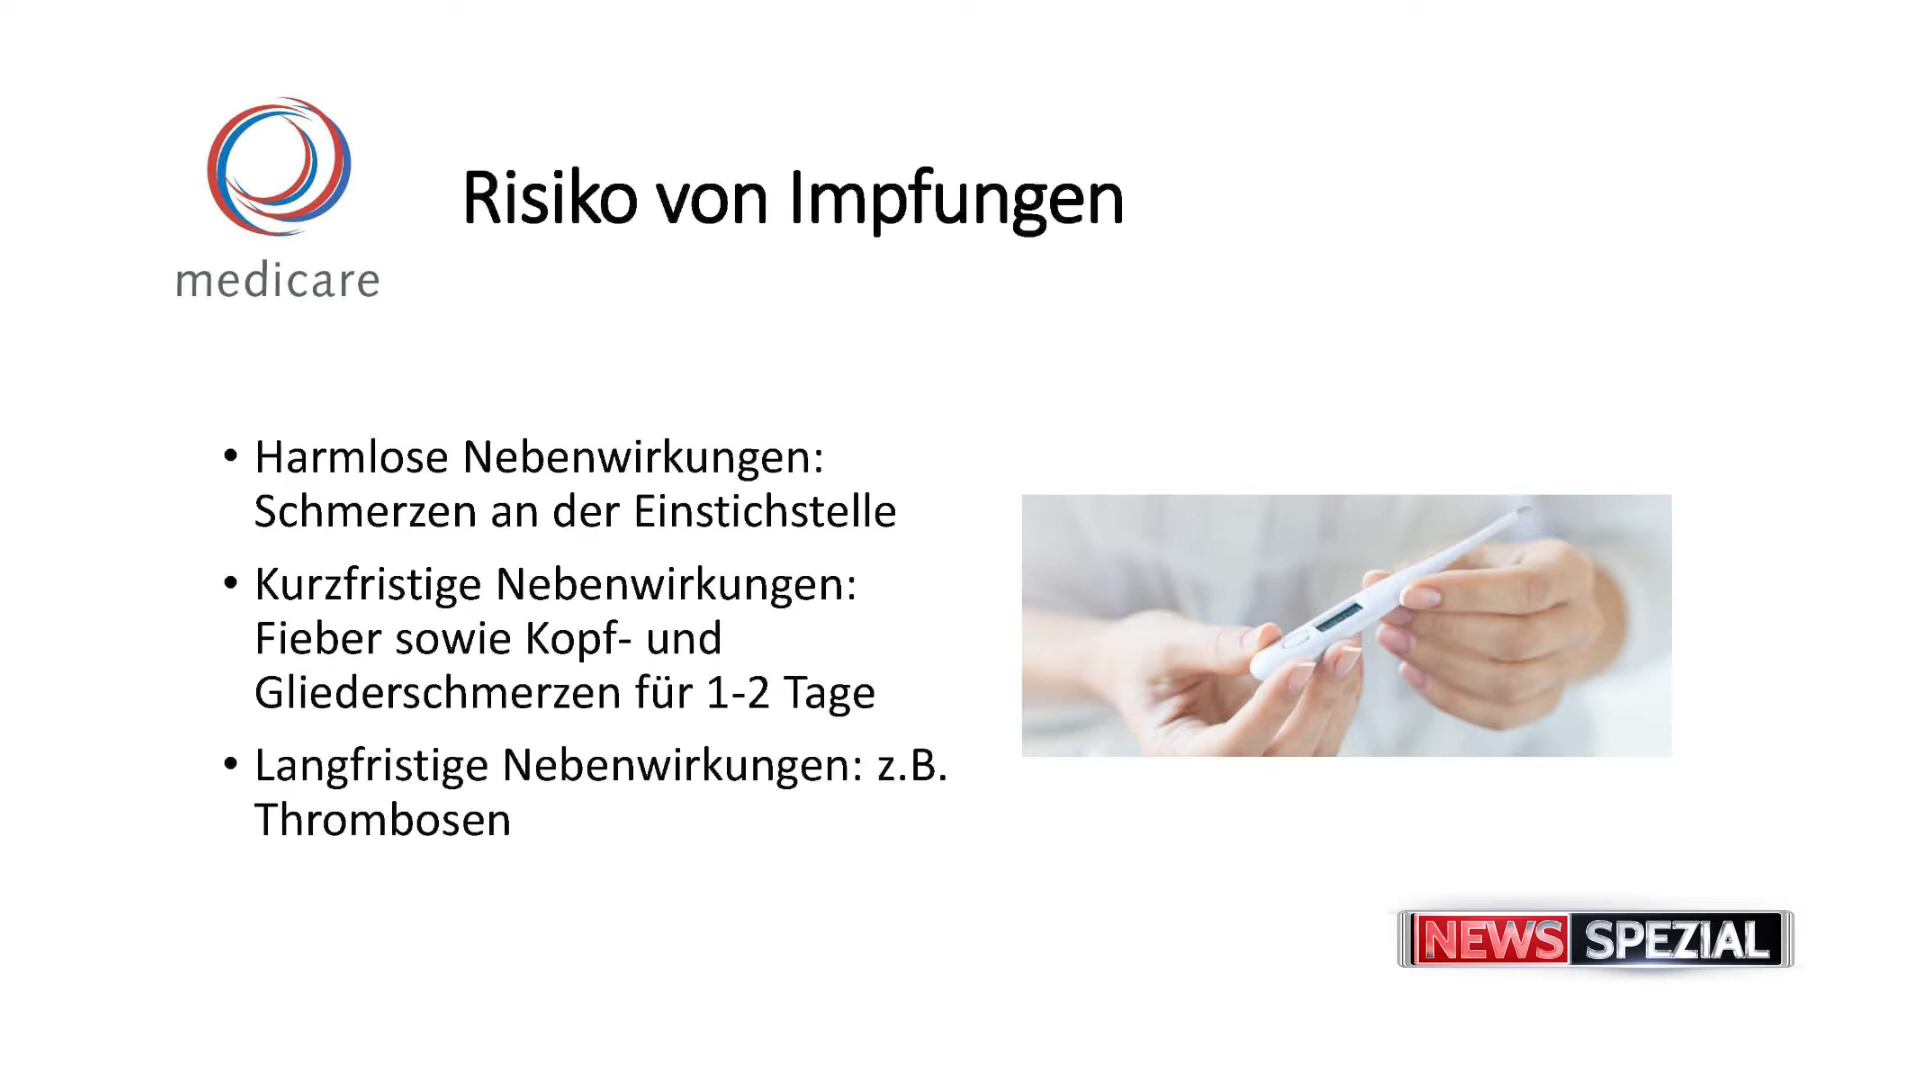 medicare
Risiko von Impfungen
• Harmlose Nebenwirkungen:
Schmerzen an der Einstichstelle
• Kurzfristige Nebenwirkungen:
Fieber sowie Kopf- und
Gliederschmerzen für 1-2 Tage
• Langfristige Nebenwirkungen: z.B.
Thrombosen
NEWS SPEZIAL